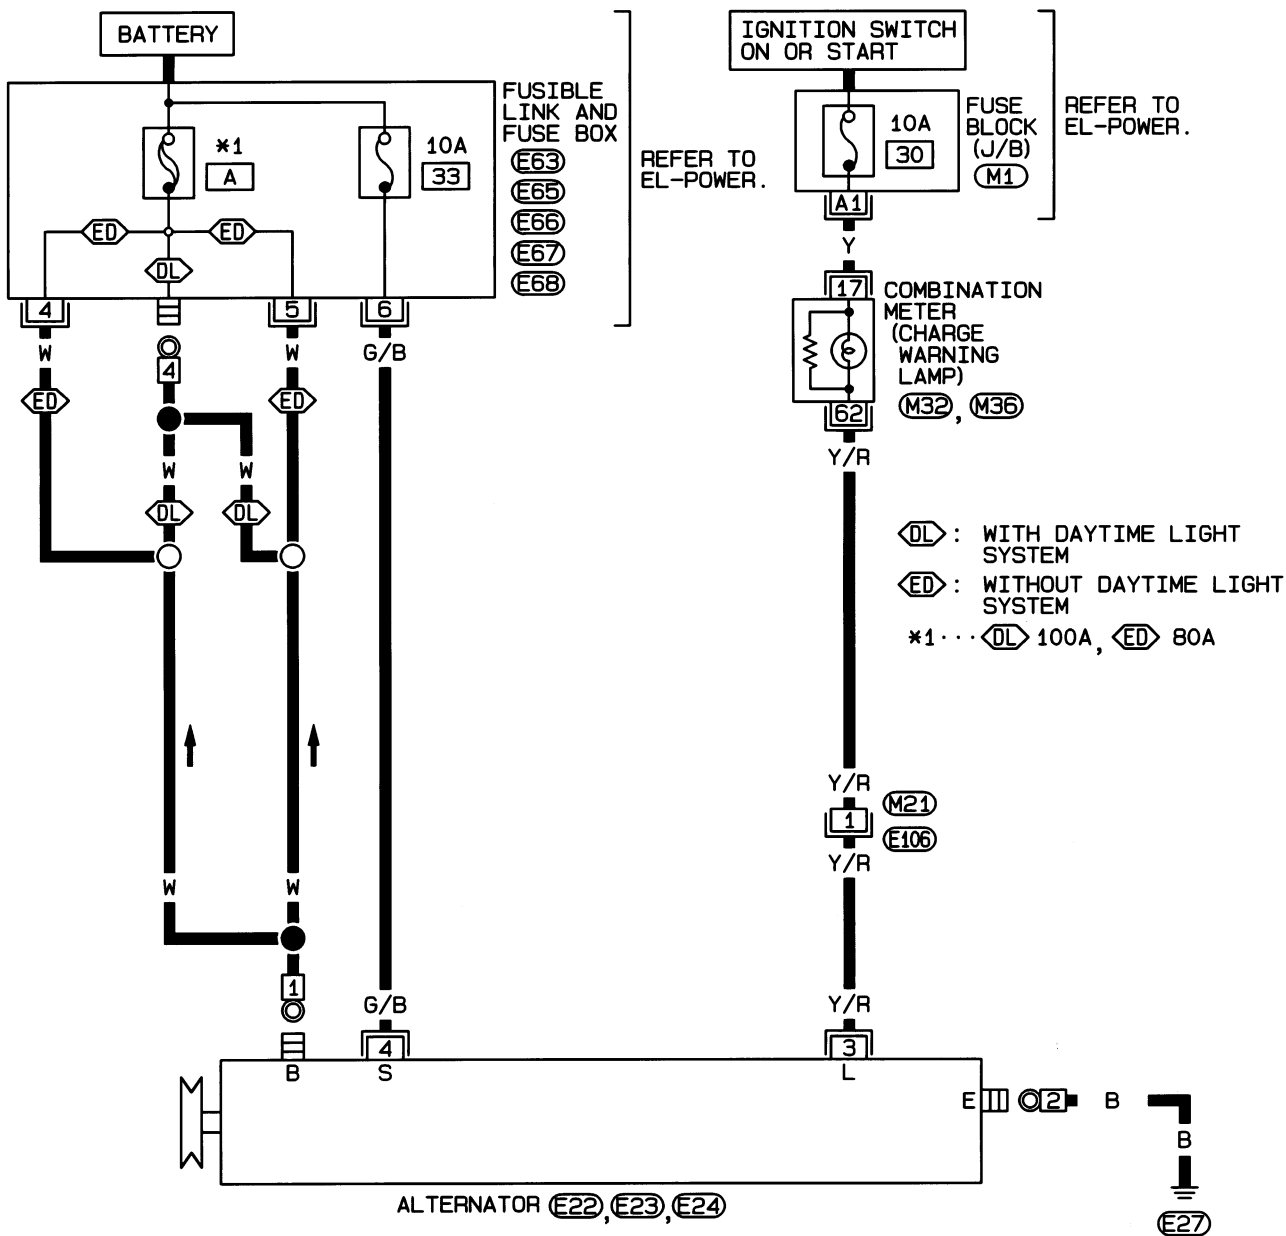 BATTERY
*1
A
10A
33
FUSIBLE
LINK AND
FUSE BOX
E63
E65
E66
E67
E68
REFER TO
EL-POWER.
ED
ED
DL
4
5
6
W
W
G/B
4
ED
ED
W
W
DL
DL
W
W
1
G/B
B
4
S
IGNITION SWITCH
ON OR START
10A
30
FUSE
BLOCK
(J/B)
M1
REFER TO
EL-POWER.
A1
Y
17
COMBINATION
METER
(CHARGE
WARNING
LAMP)
M32, M36
62
Y/R
DL: WITH DAYTIME LIGHT
SYSTEM
ED: WITHOUT DAYTIME LIGHT
SYSTEM
*1··· DL 100A, ED 80A
Y/R
M21
1
E106
Y/R
Y/R
3
L
E
2
B
B
E27
ALTERNATOR E22, E23, E24